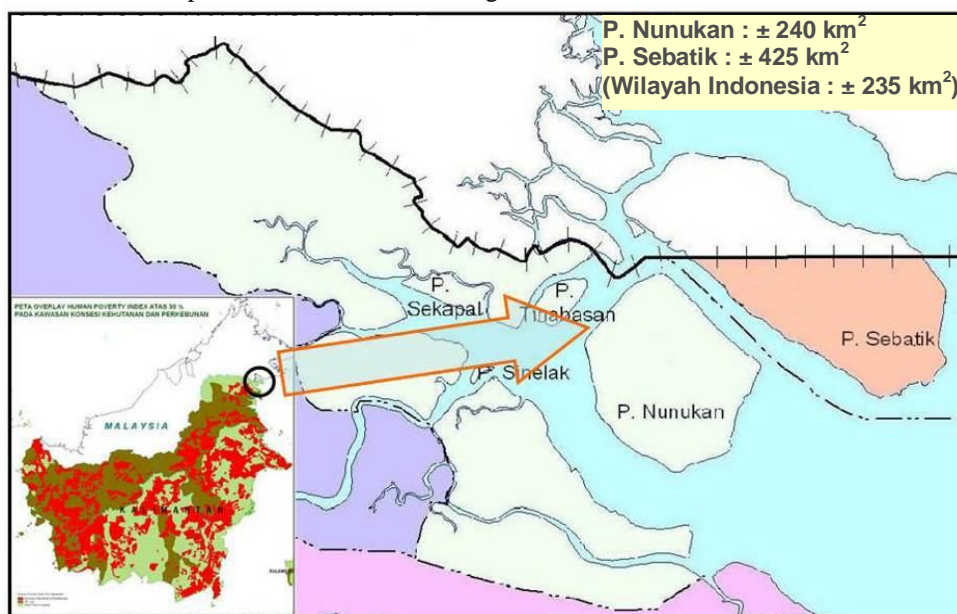 P. Nunukan : ± 240 km²
P. Sebatik : ± 425 km²
(Wilayah Indonesia : ± 235 km²)
P.
Sekapal
P.
Tinabasan
P. Sebatik
P. Sinelak
P. Nunukan
PETA OVERLAY HUMAN POVERTY INDEX ATAS 30 %
PADA KAWASAN KONSESI KEHUTANAN DAN PERKEBUNAN
MALAYSIA
KALIMANTAN